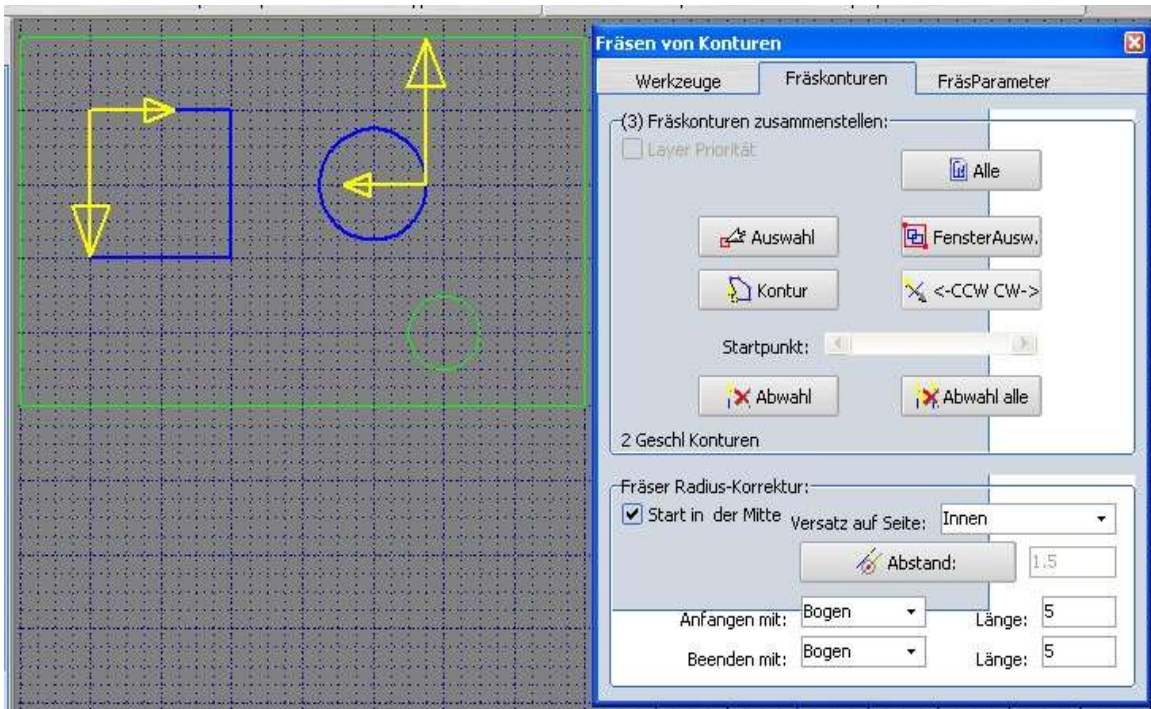 Fräsen von Konturen
Werkzeuge Fräskonturen FräsParameter
(3) Fräskonturen zusammenstellen:
Layer Priorität
Alle
Auswahl FensterAusw.
Kontur <-CCW CW->
Startpunkt:
Abwahl Abwahl alle
2 Geschl Konturen
Fräser Radius-Korrektur:
Start in der Mitte Versatz auf Seite: Innen
Abstand: 1.5
Anfangen mit: Bogen Länge: 5
Beenden mit: Bogen Länge: 5